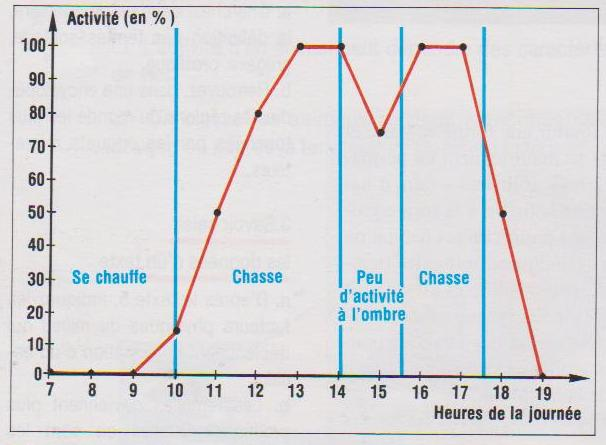 Activité (en %)
100
90
80
70
60
50
40
30
20
10
0
Se chauffe
Chasse
Peu
d'activité
à l'ombre
Chasse
7 8 9 10 11 12 13 14 15 16 17 18 19
Heures de la journée